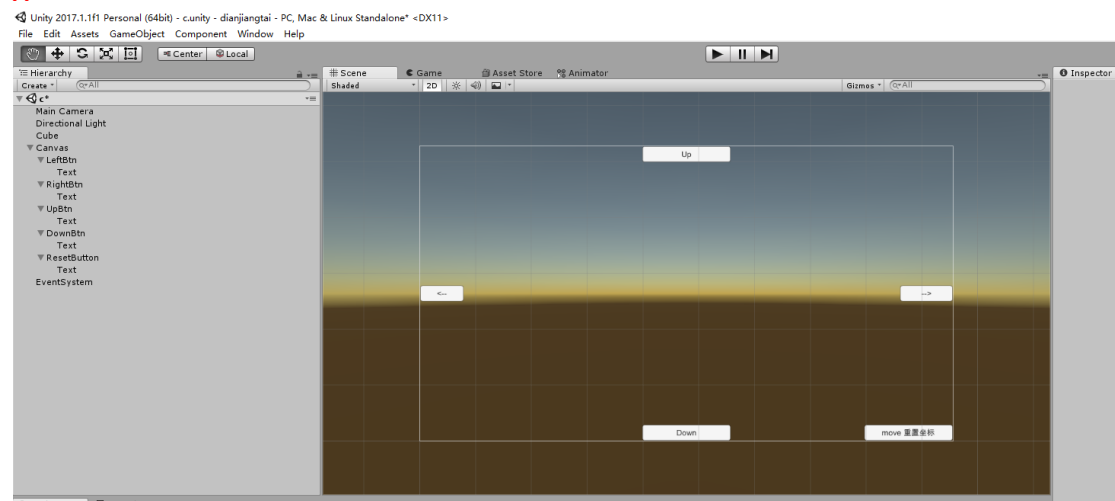 Unity 2017.1.1f1 Personal (64bit) - c.unity - dianjiangtai - PC, Mac & Linux Standalone* <DX11>
File Edit Assets GameObject Component Window Help
Center Local
Hierarchy
Create All
c*
Main Camera
Directional Light
Cube
Canvas
LeftBtn
Text
RightBtn
Text
UpBtn
Text
DownBtn
Text
ResetButton
Text
EventSystem
Scene Game Asset Store Animator
Shaded 2D Gizmos All
Up
<-- -->
Down move 重置坐标
Inspector